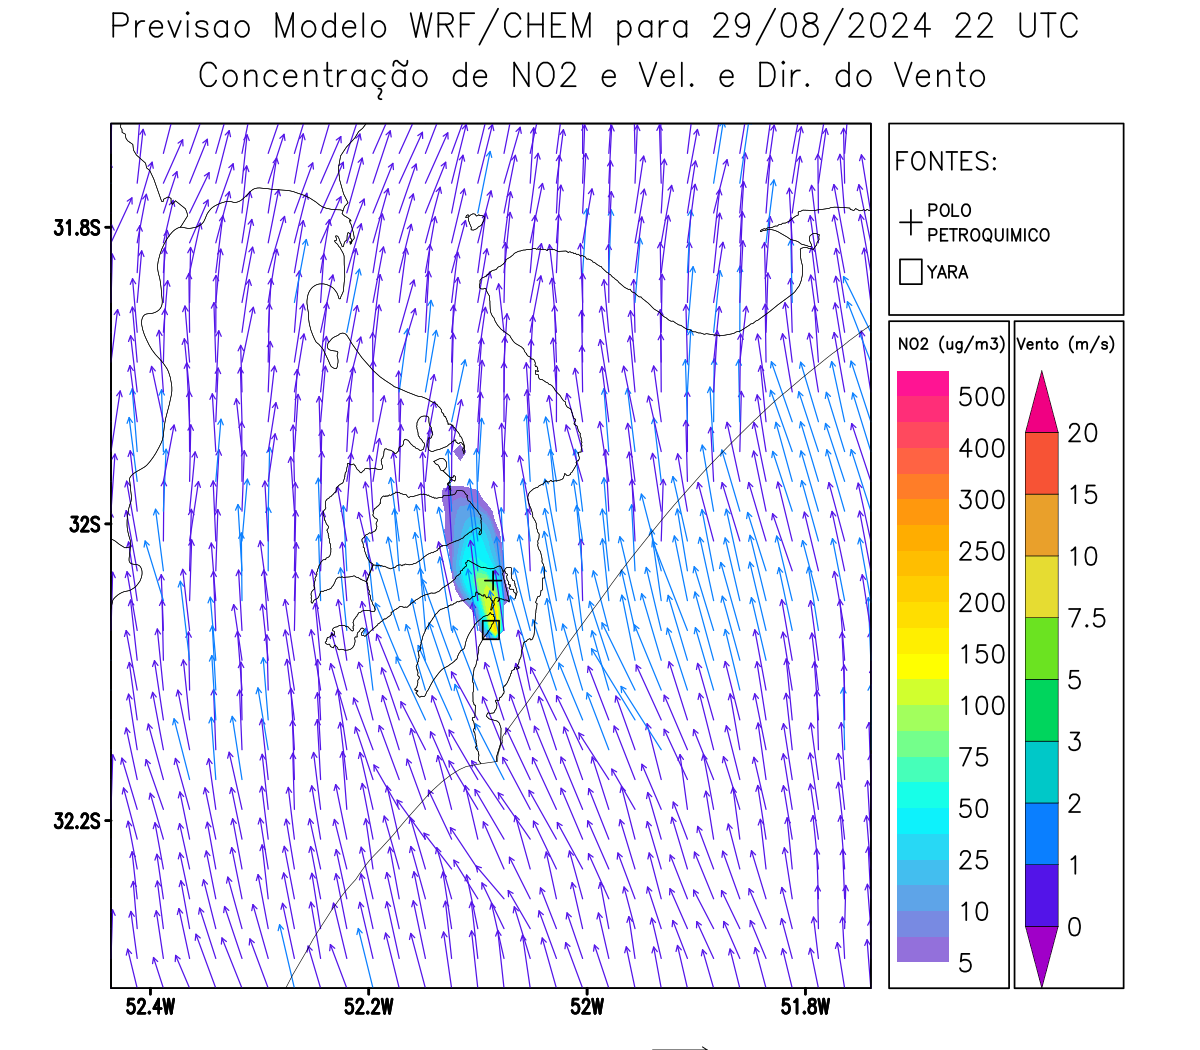 Previsao Modelo WRF/CHEM para 29/08/2024 22 UTC
Concentração de NO2 e Vel. e Dir. do Vento
FONTES:
POLO
PETROQUIMICO
YARA
NO2 (ug/m3)
500
400
300
250
200
150
100
75
50
25
10
5
Vento (m/s)
20
15
10
7.5
5
3
2
1
0
31.8S
32S
32.2S
52.4W
52.2W
52W
51.8W